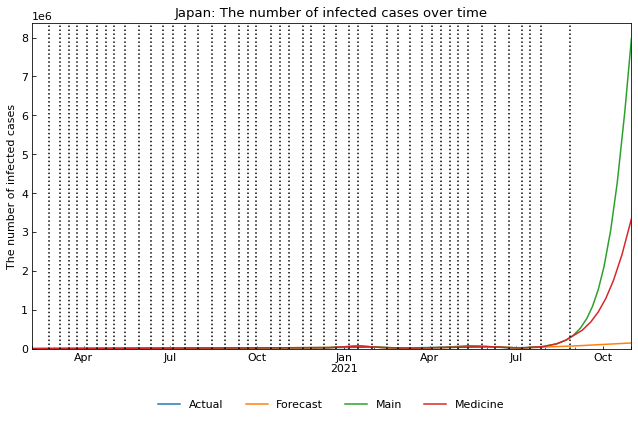 Japan: The number of infected cases over time
1e6
8
7
6
5
4
3
2
1
0
The number of infected cases
Apr Jul Oct Jan Apr Jul Oct
2021
Actual Forecast Main Medicine